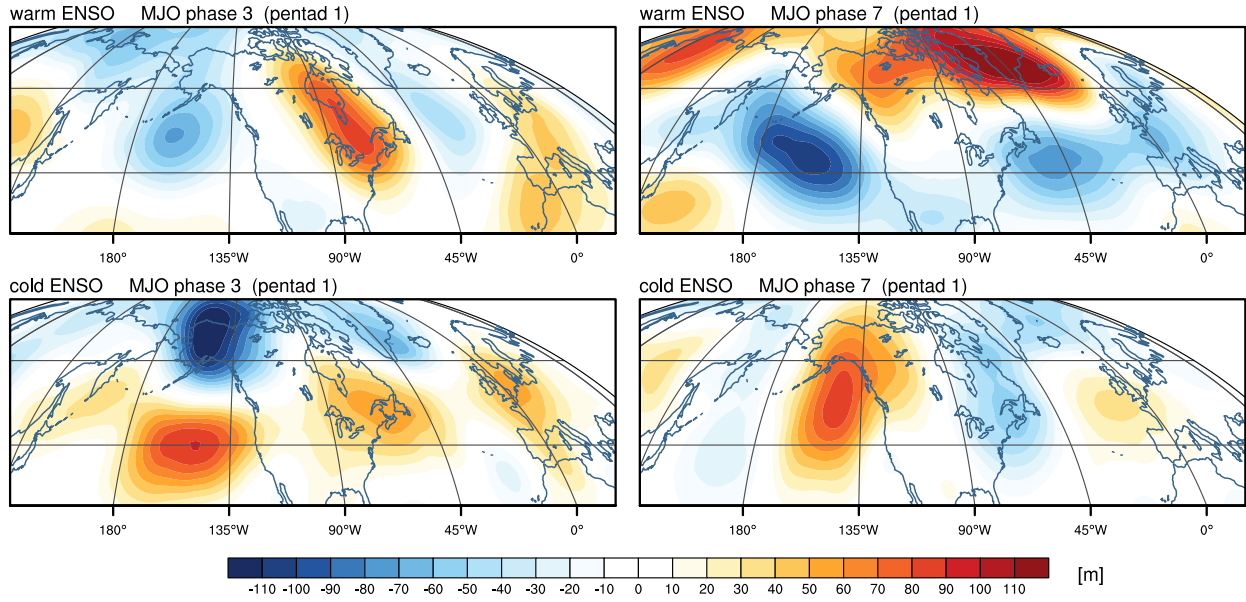 warm ENSO MJO phase 3 (pentad 1)
warm ENSO MJO phase 7 (pentad 1)
180° 135°W 90°W 45°W 0°
180° 135°W 90°W 45°W 0°
cold ENSO MJO phase 3 (pentad 1)
cold ENSO MJO phase 7 (pentad 1)
180° 135°W 90°W 45°W 0°
180° 135°W 90°W 45°W 0°
-110 -100 -90 -80 -70 -60 -50 -40 -30 -20 -10 0 10 20 30 40 50 60 70 80 90 100 110 [m]